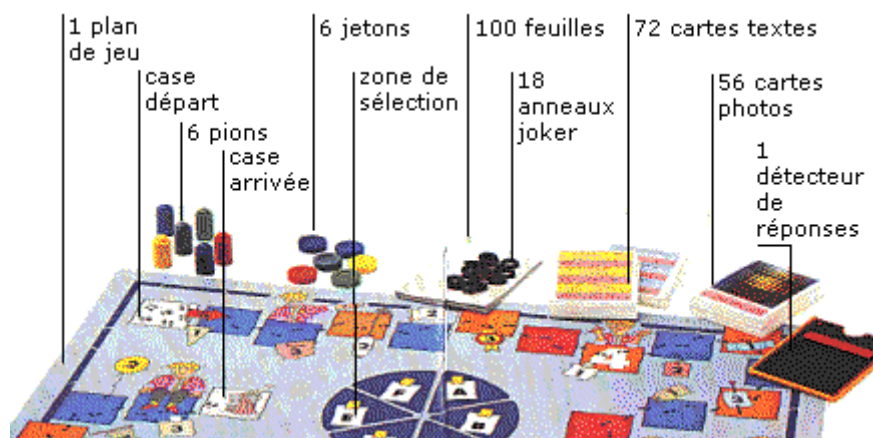 1 plan
de jeu
case
départ
6 pions
case
arrivée
6 jetons
zone de
sélection
100 feuilles
18
anneaux
joker
72 cartes textes
56 cartes
photos
1
détecteur
de
réponses